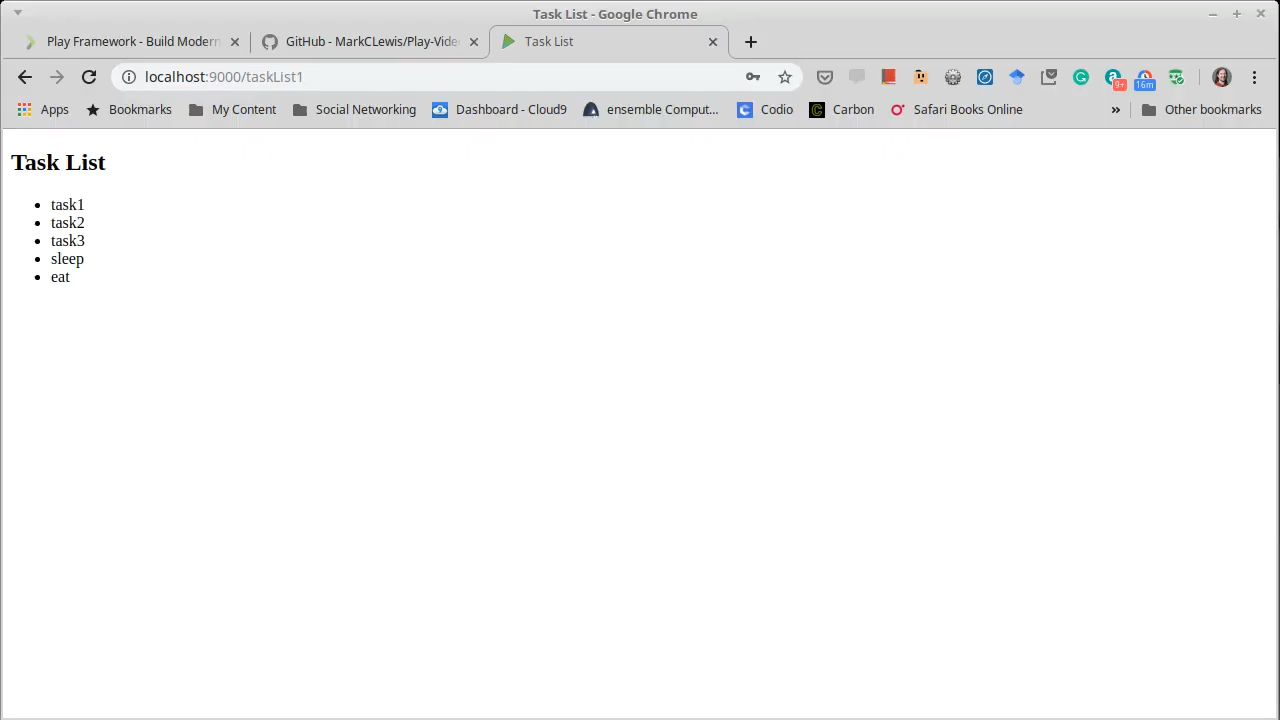 Task List - Google Chrome
Play Framework - Build Modern
GitHub - MarkCLewis/Play-Vide
Task List
localhost:9000/taskList1
9+
16m
Apps
Bookmarks
My Content
Social Networking
Dashboard - Cloud9
ensemble Comput...
Codio
Carbon
Safari Books Online
»
Other bookmarks
Task List
• task1
• task2
• task3
• sleep
• eat